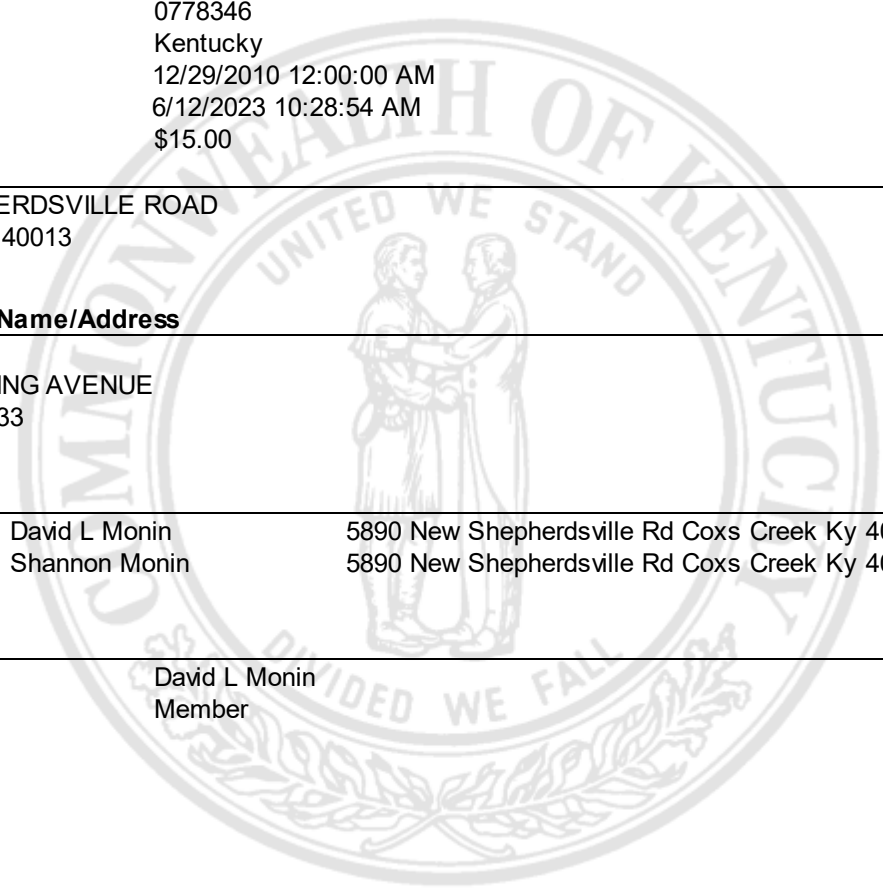 0778346
Kentucky
12/29/2010 12:00:00 AM
6/12/2023 10:28:54 AM
$15.00
ERDSVILLE ROAD
40013
Name/Address
ING AVENUE
33
David L Monin 5890 New Shepherdsville Rd Coxs Creek Ky 40
Shannon Monin 5890 New Shepherdsville Rd Coxs Creek Ky 40
David L Monin
Member
COMMONWEALTH OF KENTUCKY
UNITED WE STAND
DIVIDED WE FALL